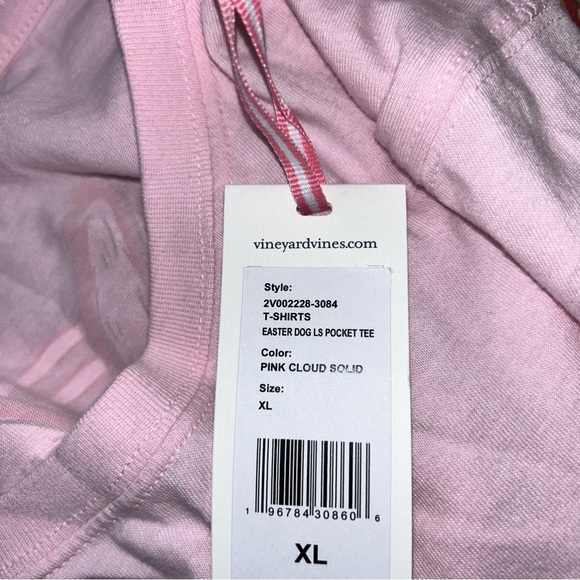 vineyardvines.com
Style:
2V002228-3084
T-SHIRTS
EASTER DOG LS POCKET TEE
Color:
PINK CLOUD SOLID
Size:
XL
1 96784 30860 6
XL